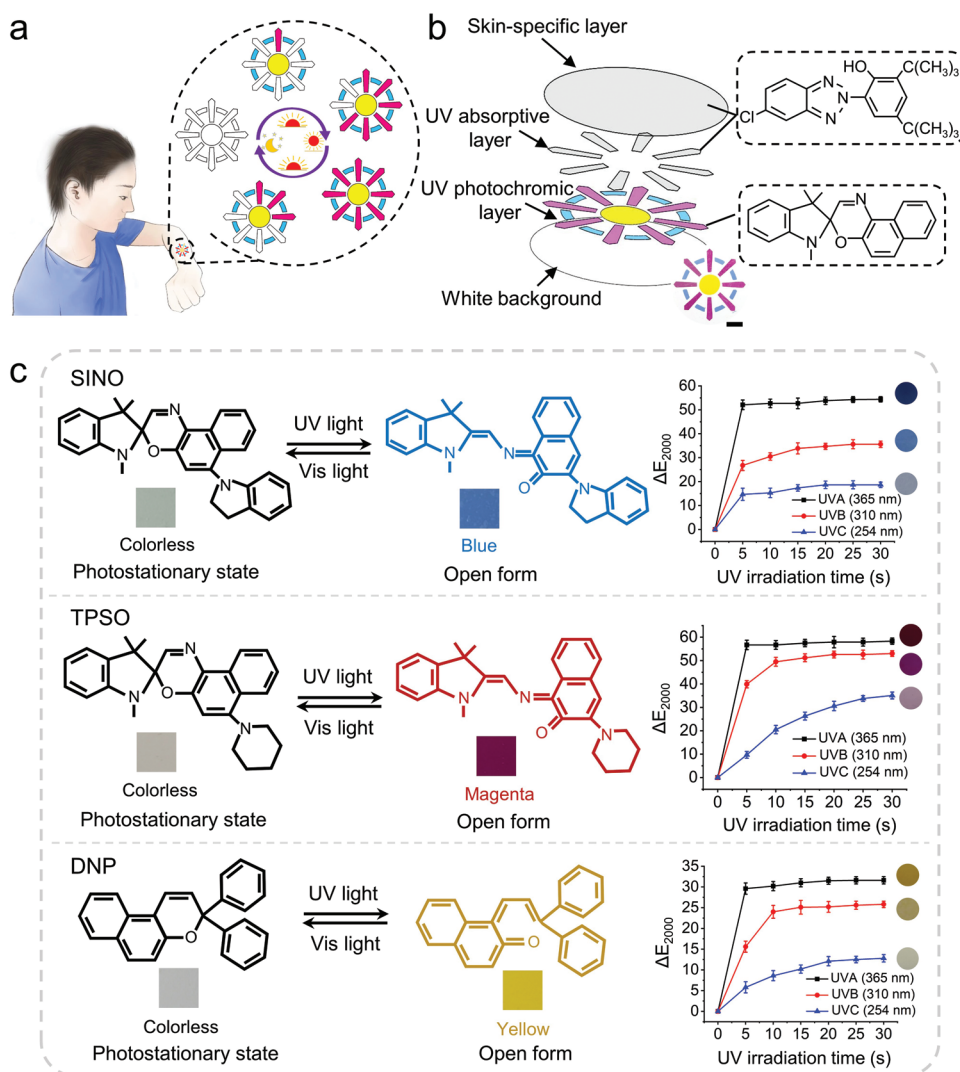 a
b
Skin-specific layer
UV absorptive
layer
UV photochromic
layer
White background
HO
C(CH3)3
N
N
N
Cl
C(CH3)3
N
N
O
c
SINO
N
N
O
N
UV light
Vis light
Colorless
Photostationary state
N
N
O
N
Blue
Open form
ΔE2000
60
50
40
30
20
10
0
UVA (365 nm)
UVB (310 nm)
UVC (254 nm)
0 5 10 15 20 25 30
UV irradiation time (s)
TPSO
N
N
O
N
UV light
Vis light
Colorless
Photostationary state
N
N
O
N
Magenta
Open form
ΔE2000
60
50
40
30
20
10
0
UVA (365 nm)
UVB (310 nm)
UVC (254 nm)
0 5 10 15 20 25 30
UV irradiation time (s)
DNP
O
UV light
Vis light
Colorless
Photostationary state
O
Yellow
Open form
ΔE2000
35
30
25
20
15
10
5
0
UVA (365 nm)
UVB (310 nm)
UVC (254 nm)
0 5 10 15 20 25 30
UV irradiation time (s)